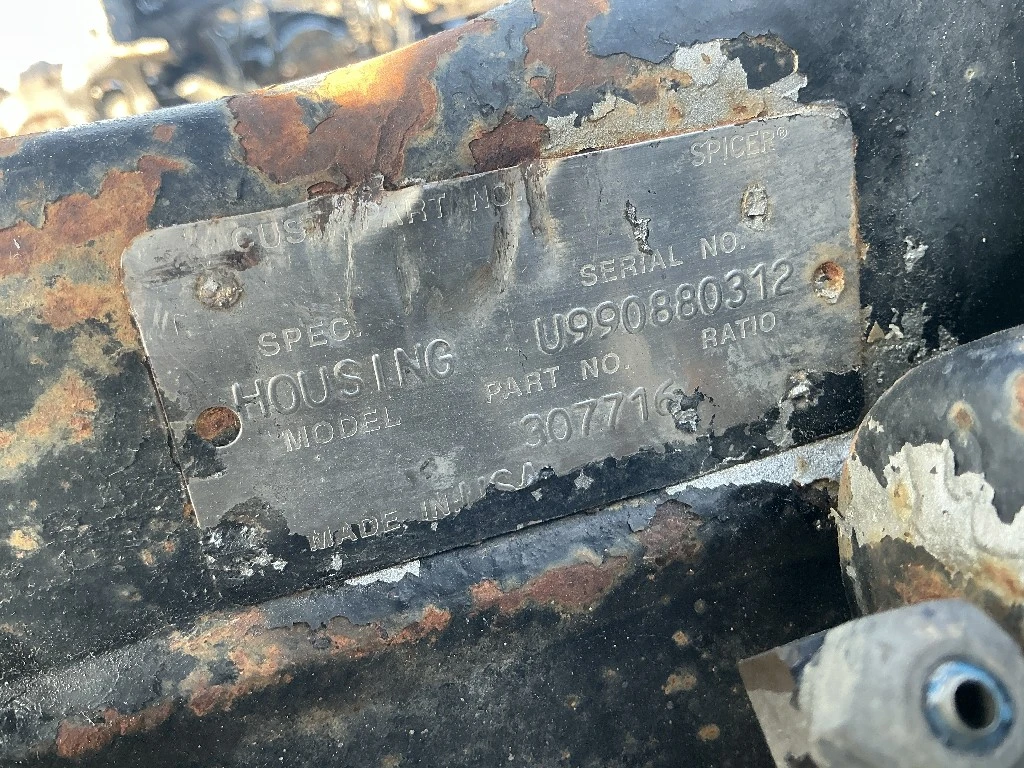 SPICER®
CUST. PART NO.
SPEC. SERIAL NO.
HOUSING U990880312
MODEL PART NO. RATIO
307716
MADE IN USA